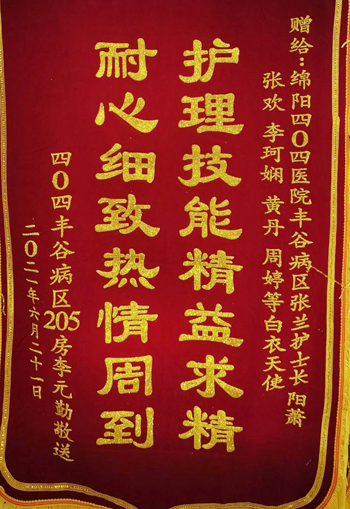 赠给：绵阳四〇四医院丰谷病区张兰护士长阳萧
张欢 李珂娴 黄丹 周婷等白衣天使
护理技能精益求精
耐心细致热情周到
四〇四丰谷病区205房李元勤敬送
二〇二一年六月二十一日